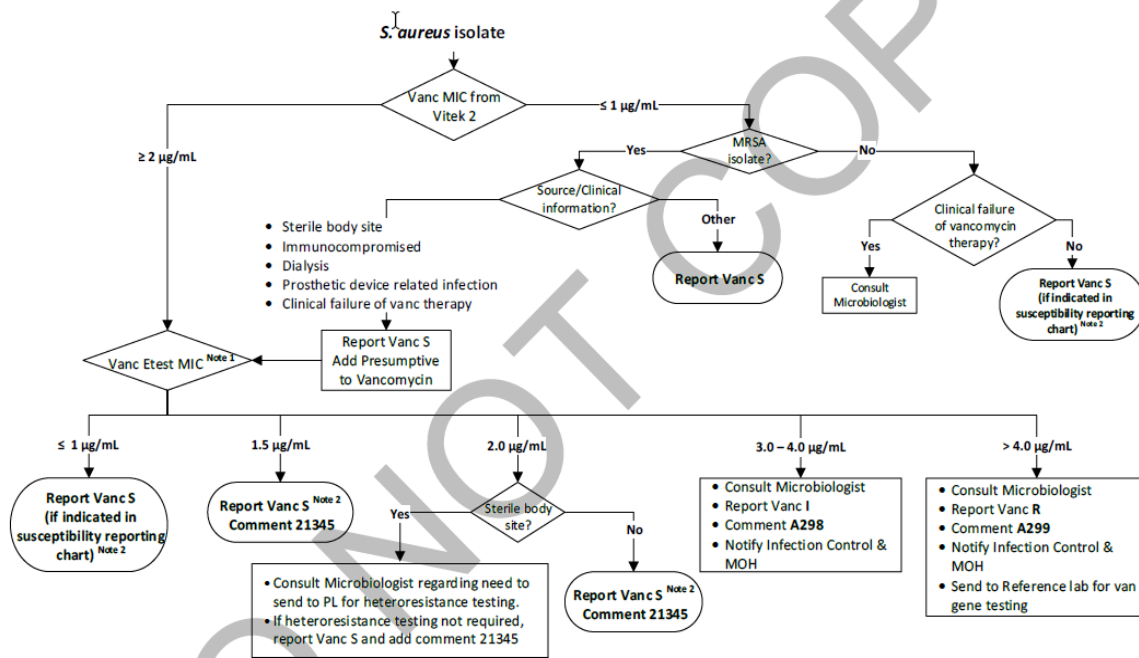 S. aureus isolate
Vanc MIC from
Vitek 2
≤ 1 µg/mL
≥ 2 µg/mL
MRSA
isolate?
Yes
No
Source/Clinical
information?
Other
Report Vanc S
Clinical failure
of vancomycin
therapy?
Yes
No
Consult
Microbiologist
Report Vanc S
(if indicated in
susceptibility reporting
chart) Note 2
• Sterile body site
• Immunocompromised
• Dialysis
• Prosthetic device related infection
• Clinical failure of vanc therapy
Report Vanc S
Add Presumptive
to Vancomycin
Vanc Etest MIC Note 1
≤ 1 µg/mL
1.5 µg/mL
2.0 µg/mL
3.0 – 4.0 µg/mL
> 4.0 µg/mL
Report Vanc S
(if indicated in
susceptibility reporting
chart) Note 2
Report Vanc S Note 2
Comment 21345
Sterile body
site?
Yes
No
• Consult Microbiologist regarding need to
send to PL for heteroresistance testing.
• If heteroresistance testing not required,
report Vanc S and add comment 21345
Report Vanc S Note 2
Comment 21345
• Consult Microbiologist
• Report Vanc I
• Comment A298
• Notify Infection Control &
MOH
• Consult Microbiologist
• Report Vanc R
• Comment A299
• Notify Infection Control &
MOH
• Send to Reference lab for van
gene testing
O NOT COP